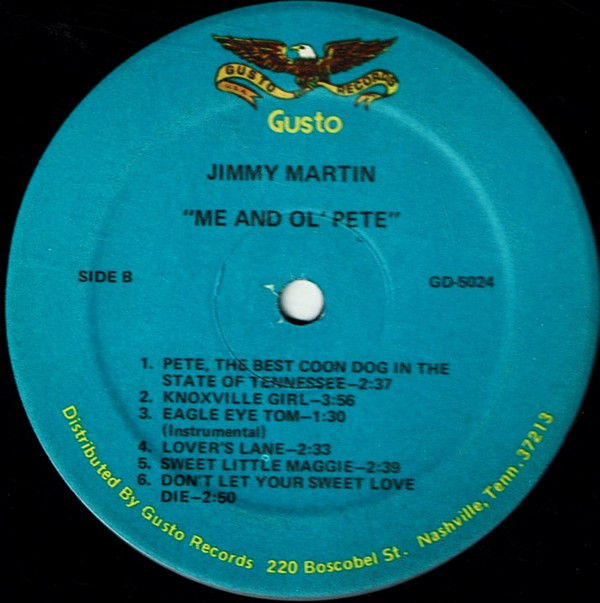 GUSTO RECORDS
U.S.A.
Gusto
JIMMY MARTIN
"ME AND OL' PETE"
SIDE B
GD-5024
1. PETE, THE BEST COON DOG IN THE
STATE OF TENNESSEE–2:37
2. KNOXVILLE GIRL–3:56
3. EAGLE EYE TOM–1:30
(Instrumental)
4. LOVER'S LANE–2:33
5. SWEET LITTLE MAGGIE–2:39
6. DON'T LET YOUR SWEET LOVE
DIE–2:50
Distributed By Gusto Records 220 Boscobel St. Nashville, Tenn. 37213